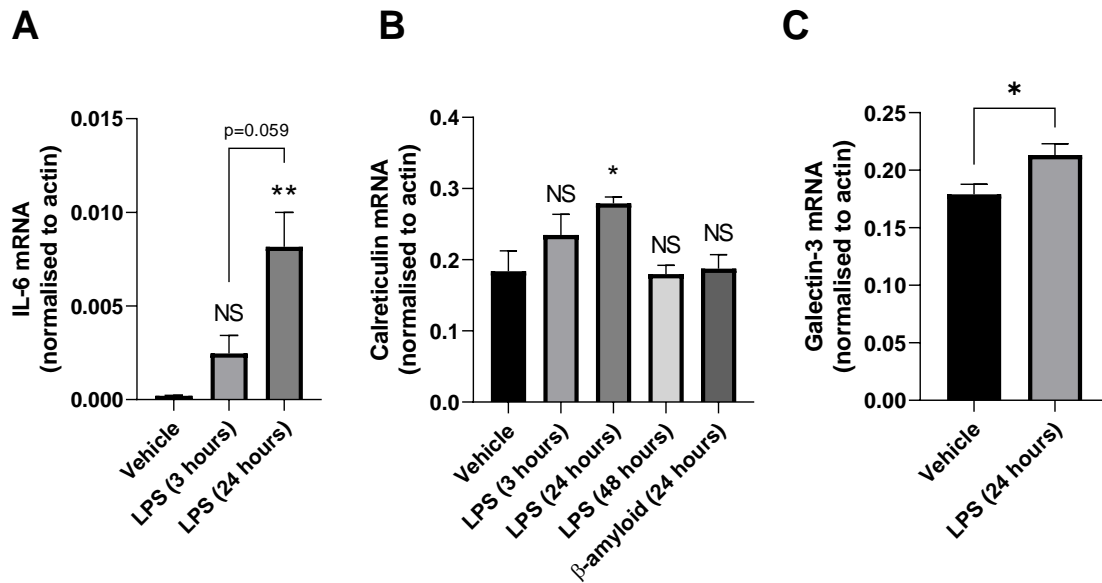 A
IL-6 mRNA
(normalised to actin)
0.015
0.010
0.005
0.000
p=0.059
NS
**
Vehicle
LPS (3 hours)
LPS (24 hours)
B
Calreticulin mRNA
(normalised to actin)
0.4
0.3
0.2
0.1
0.0
NS
*
NS
NS
Vehicle
LPS (3 hours)
LPS (24 hours)
LPS (48 hours)
β-amyloid (24 hours)
C
Galectin-3 mRNA
(normalised to actin)
0.25
0.20
0.15
0.10
0.05
0.00
*
Vehicle
LPS (24 hours)